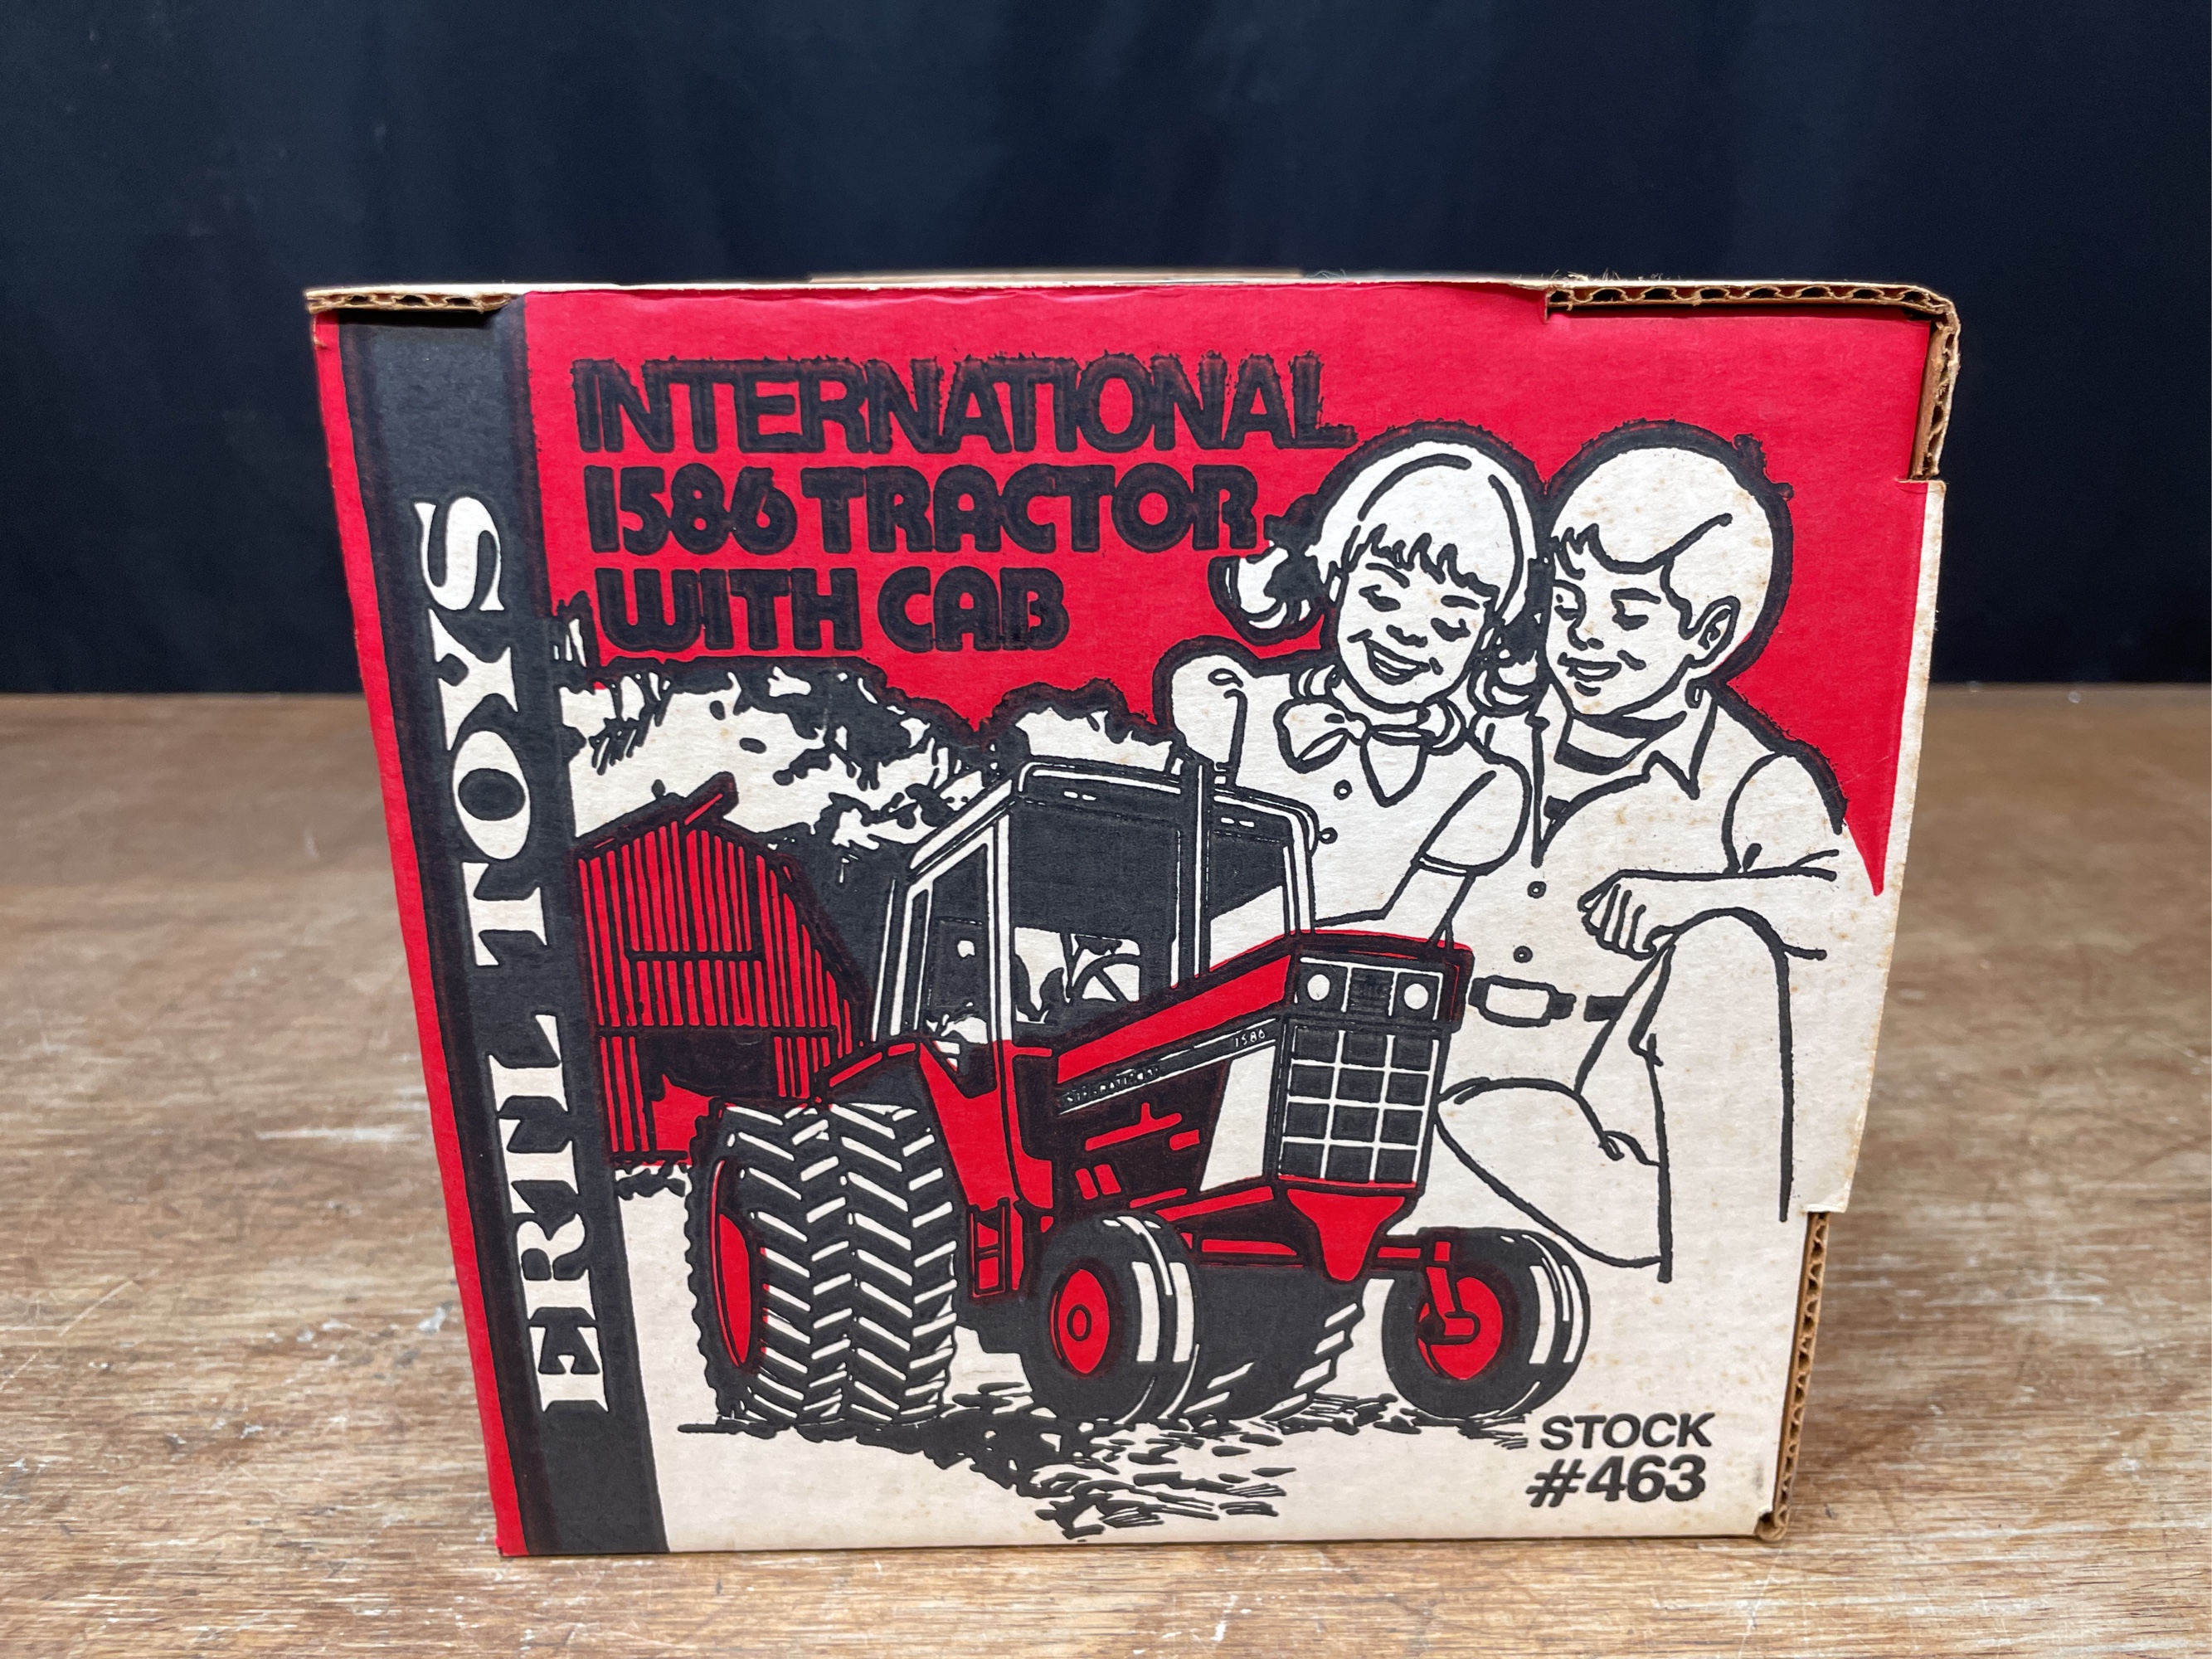 ERTL TOYS
INTERNATIONAL
1586 TRACTOR
WITH CAB
1586
STOCK
#463